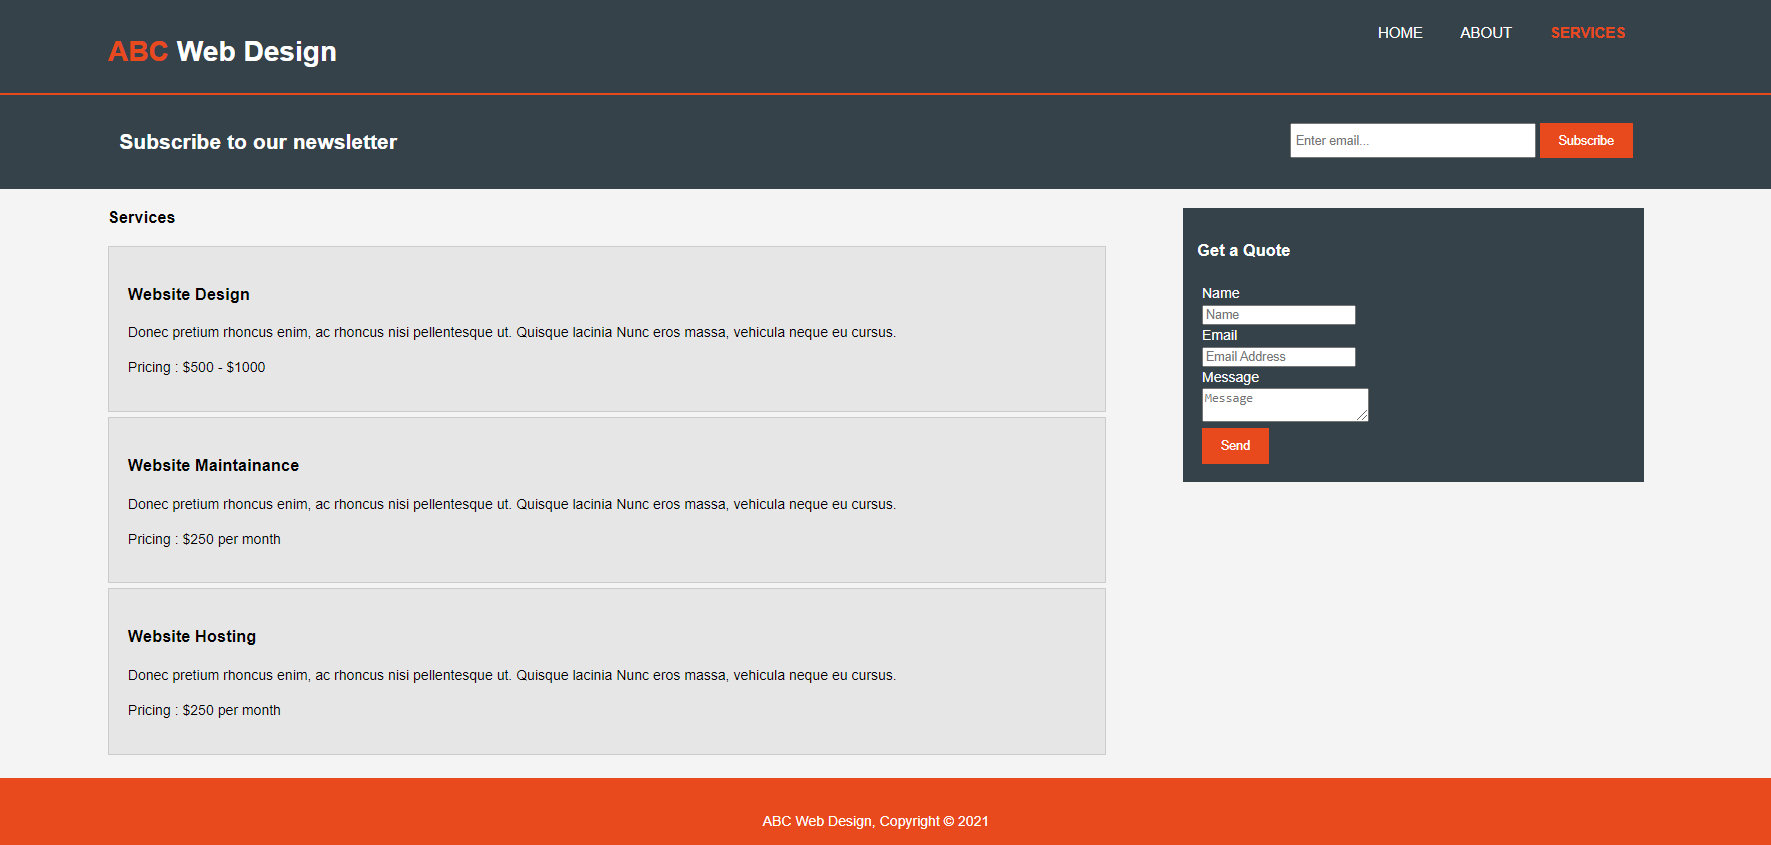 ABC Web Design
HOME ABOUT SERVICES
Subscribe to our newsletter
Enter email... Subscribe
Services
Website Design
Donec pretium rhoncus enim, ac rhoncus nisi pellentesque ut. Quisque lacinia Nunc eros massa, vehicula neque eu cursus.
Pricing : $500 - $1000
Website Maintainance
Donec pretium rhoncus enim, ac rhoncus nisi pellentesque ut. Quisque lacinia Nunc eros massa, vehicula neque eu cursus.
Pricing : $250 per month
Website Hosting
Donec pretium rhoncus enim, ac rhoncus nisi pellentesque ut. Quisque lacinia Nunc eros massa, vehicula neque eu cursus.
Pricing : $250 per month
Get a Quote
Name
Name
Email
Email Address
Message
Message
Send
ABC Web Design, Copyright © 2021